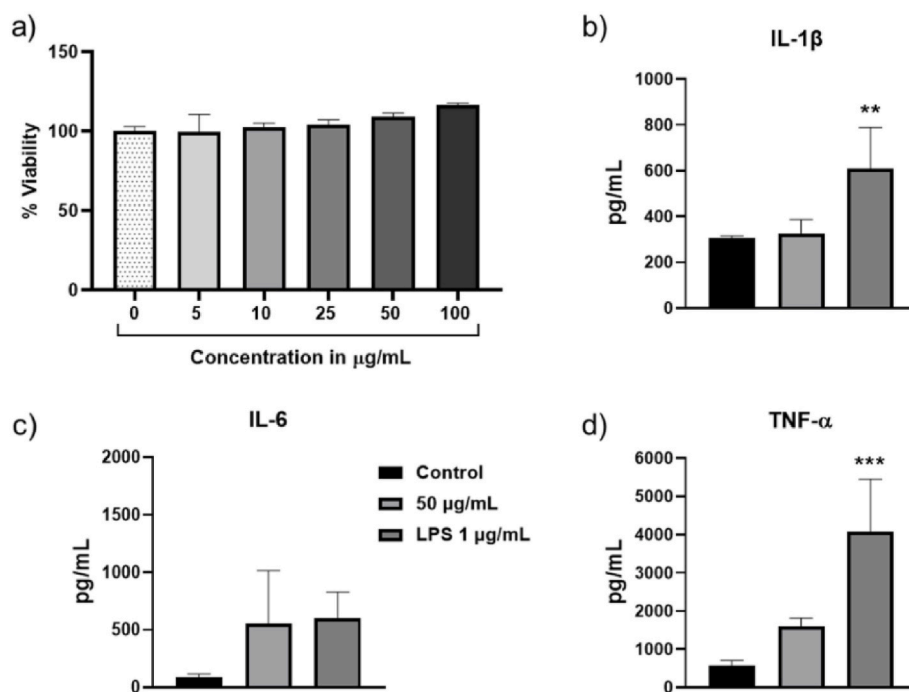 a)
150
100
50
0
% Viability
0 5 10 25 50 100
Concentration in µg/mL
b)
IL-1β
1000
800
600
400
200
0
pg/mL
**
c)
IL-6
2000
1500
1000
500
0
pg/mL
Control
50 µg/mL
LPS 1 µg/mL
d)
TNF-α
6000
5000
4000
3000
2000
1000
0
pg/mL
***